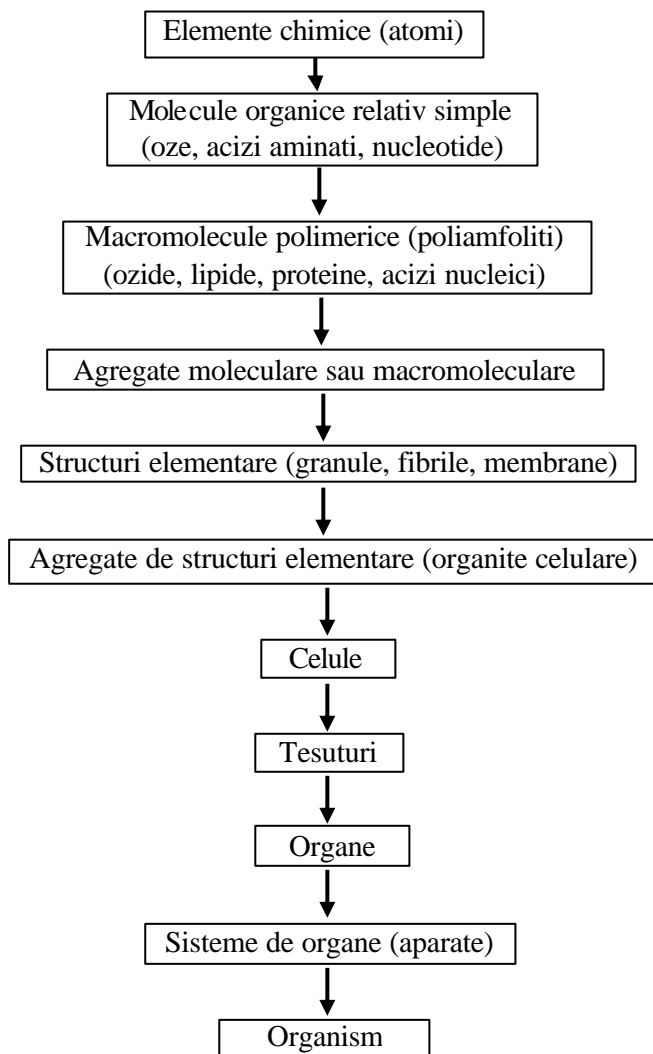 Elemente chimice (atomi)
Molecule organice relativ simple
(oze, acizi aminati, nucleotide)
Macromolecule polimerice (poliamfoliti)
(ozide, lipide, proteine, acizi nucleici)
Agregate moleculare sau macromoleculare
Structuri elementare (granule, fibrile, membrane)
Agregate de structuri elementare (organite celulare)
Celule
Tesuturi
Organe
Sisteme de organe (aparate)
Organism